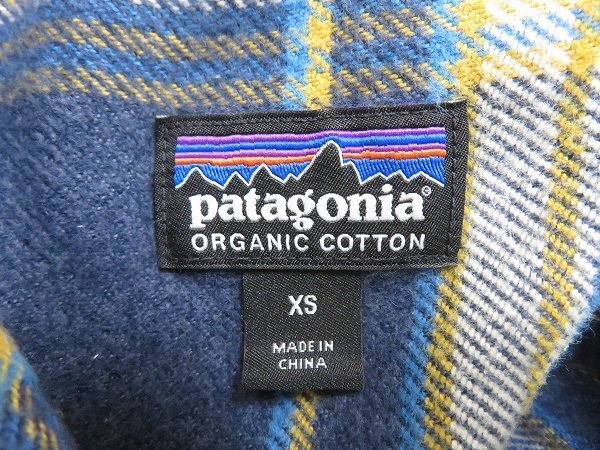 patagonia®
ORGANIC COTTON
XS
MADE IN
CHINA